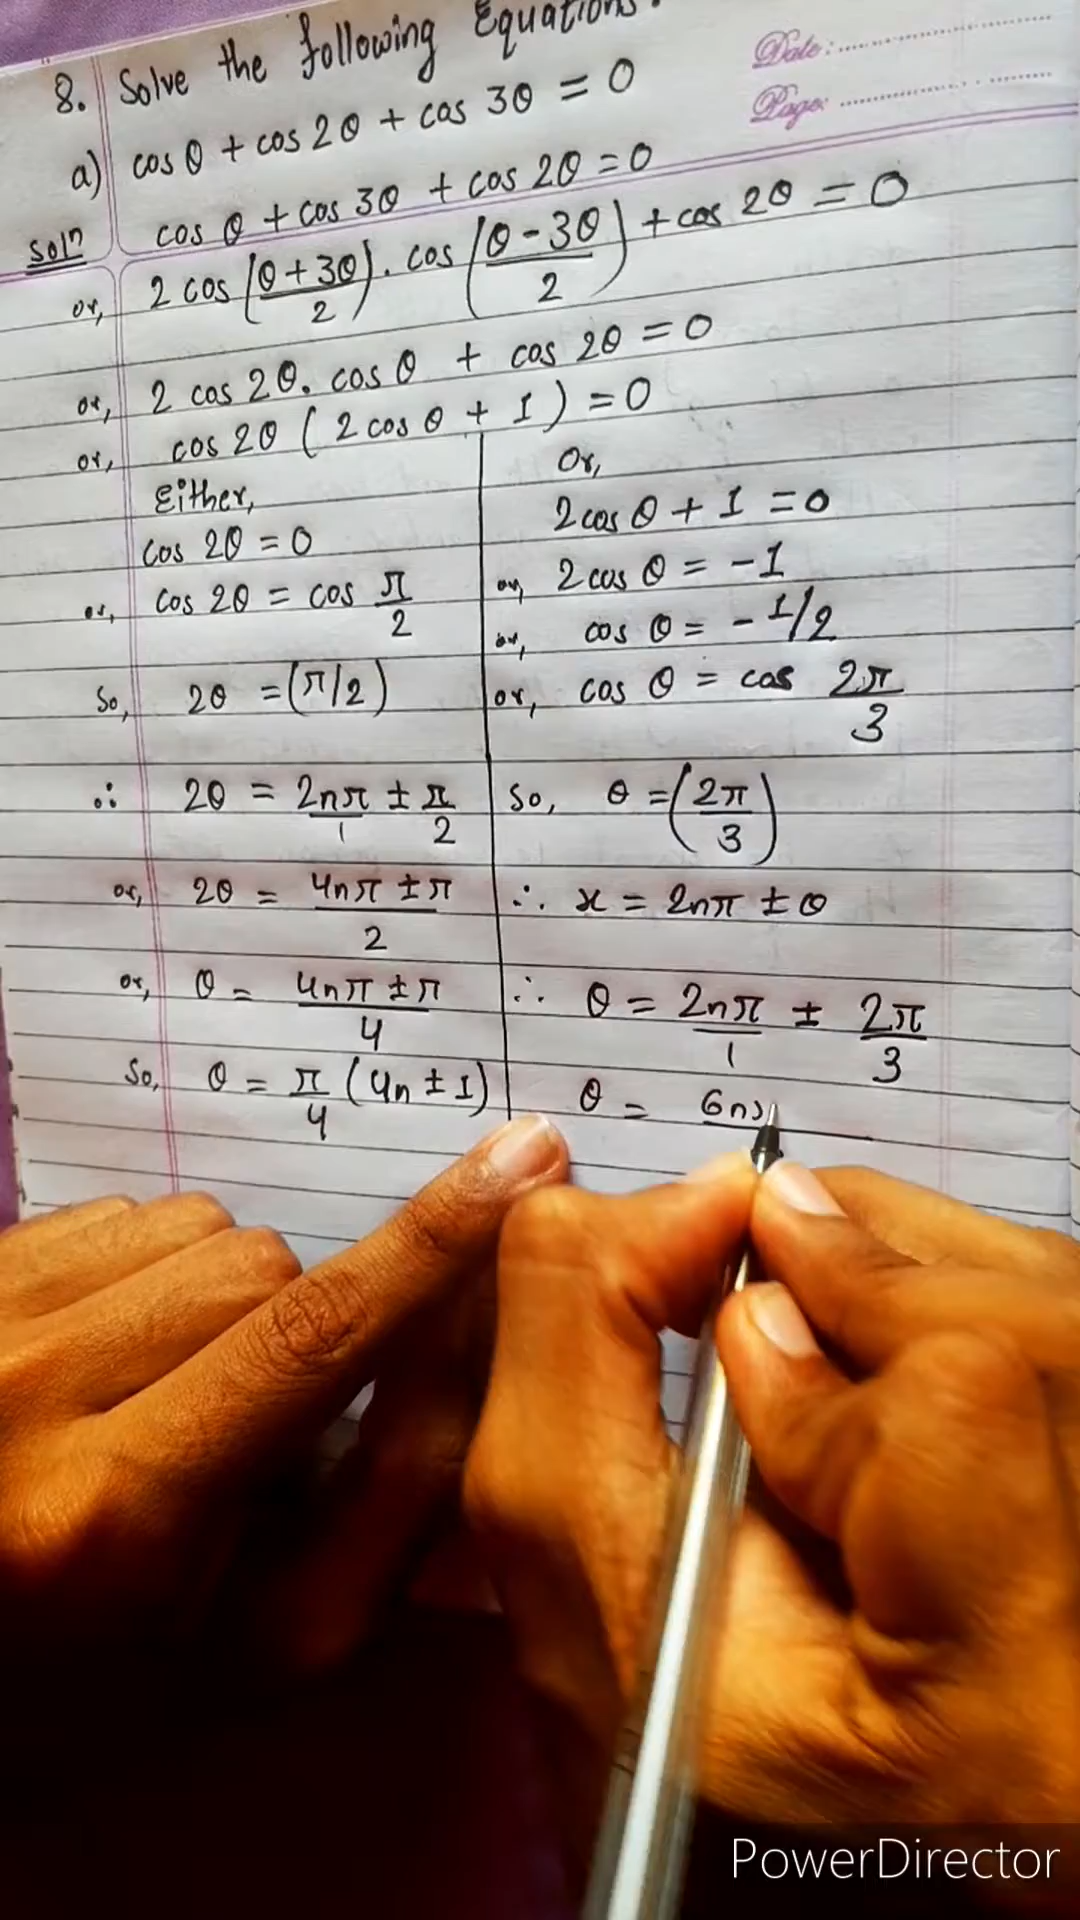 8. Solve the following Equations.
Date:
Page:
a) cos θ + cos 2θ + cos 3θ = 0
Solⁿ cos θ + cos 3θ + cos 2θ = 0
or, 2 cos (θ + 3θ / 2) . cos (θ - 3θ / 2) + cos 2θ = 0
or, 2 cos 2θ . cos θ + cos 2θ = 0
or, cos 2θ ( 2 cos θ + 1 ) = 0
Either,
cos 2θ = 0
or, cos 2θ = cos π/2
So, 2θ = (π/2)
∴ 2θ = 2nπ/1 ± π/2
or, 2θ = 4nπ ± π / 2
or, θ = 4nπ ± π / 4
So, θ = π/4 (4n ± 1)
Or,
2 cos θ + 1 = 0
or, 2 cos θ = -1
or, cos θ = - 1/2
or, cos θ = cos 2π/3
So, θ = (2π/3)
∴ x = 2nπ ± θ
∴ θ = 2nπ/1 ± 2π/3
θ = 6n
PowerDirector